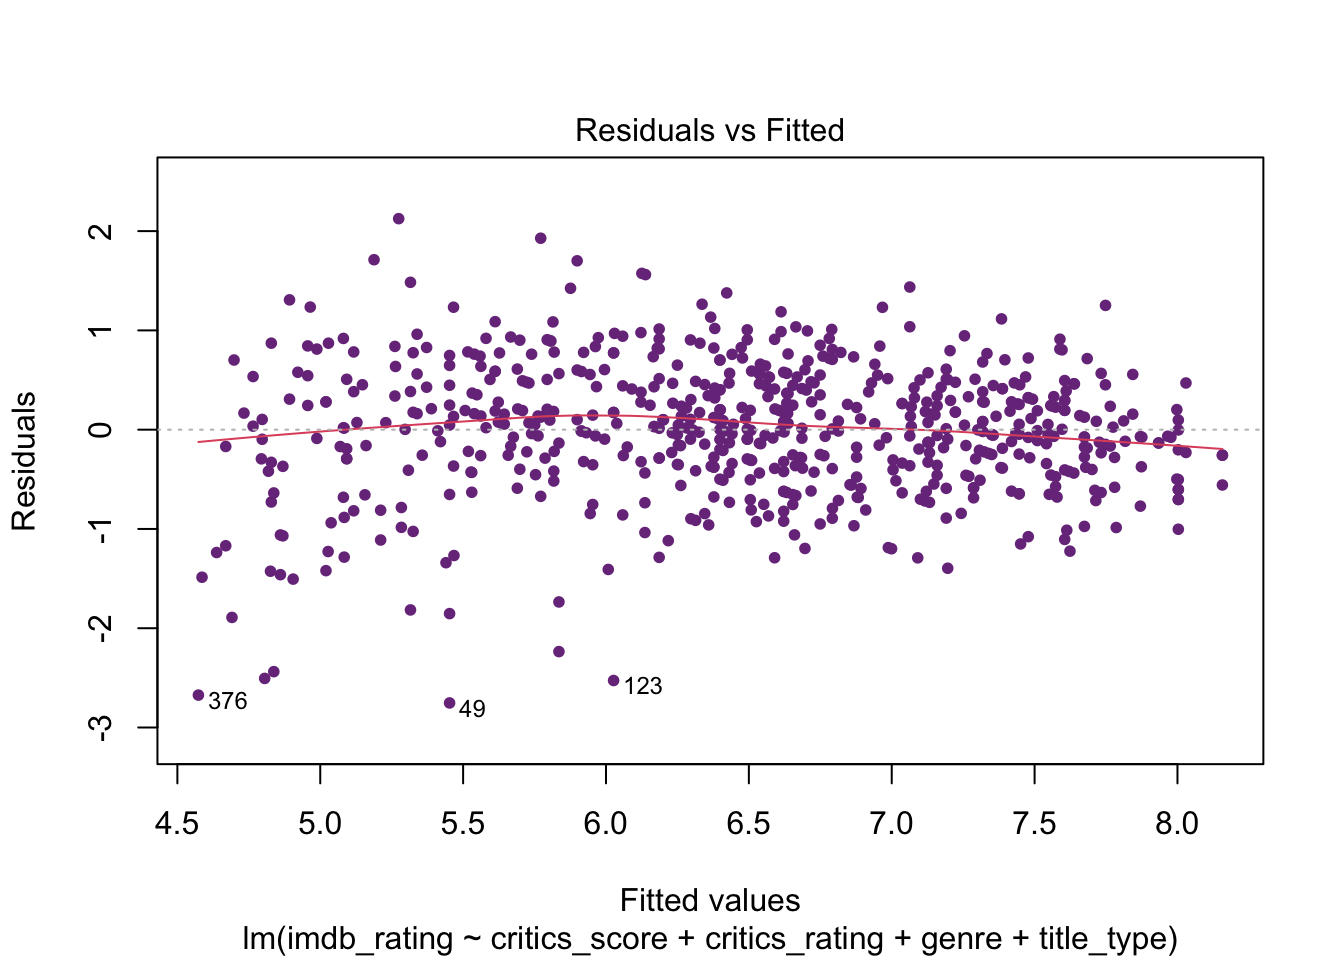 Residuals vs Fitted
Residuals
2
1
0
-1
-2
-3
376
49
123
4.5 5.0 5.5 6.0 6.5 7.0 7.5 8.0
Fitted values
lm(imdb_rating ~ critics_score + critics_rating + genre + title_type)